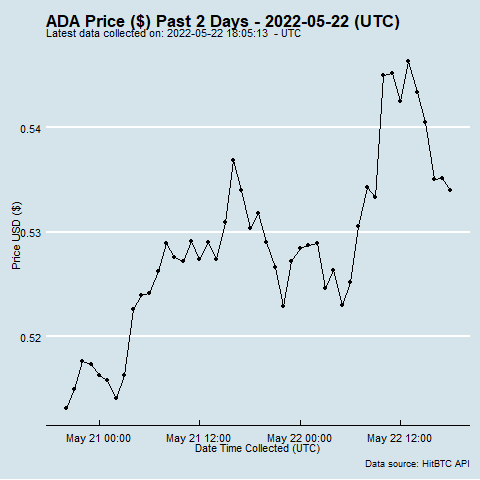 ADA Price ($) Past 2 Days - 2022-05-22 (UTC)
Latest data collected on: 2022-05-22 18:05:13 - UTC
0.54
0.53
0.52
Price USD ($)
May 21 00:00
May 21 12:00
May 22 00:00
May 22 12:00
Date Time Collected (UTC)
Data source: HitBTC API